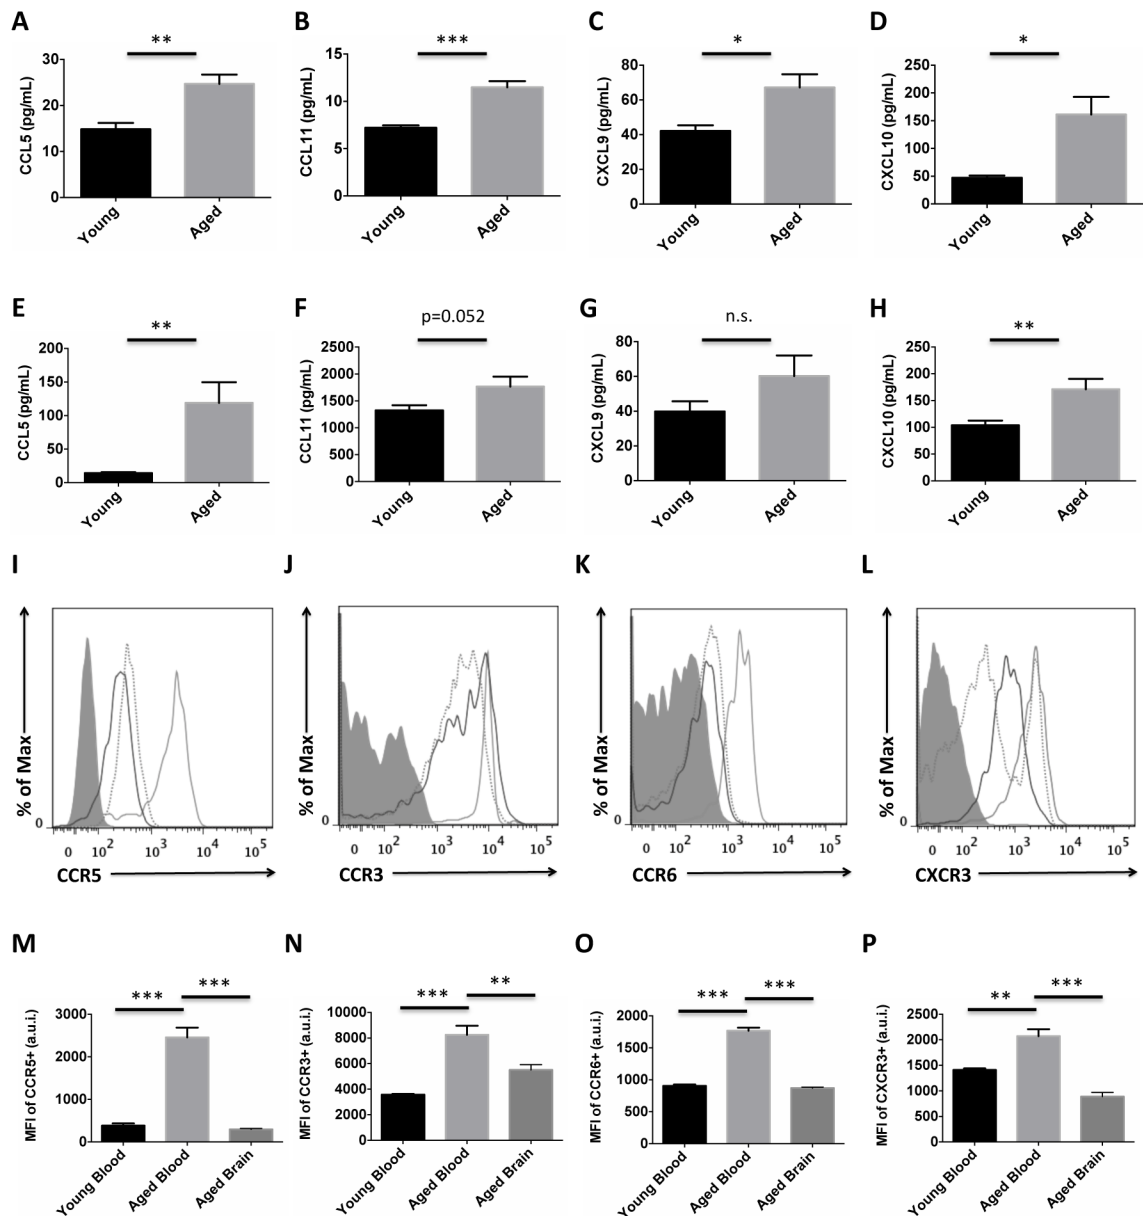 A
B
C
D
**
***
*
*
CCL5 (pg/mL)
30
20
10
0
Young
Aged
CCL11 (pg/mL)
15
10
5
0
Young
Aged
CXCL9 (pg/mL)
80
60
40
20
0
Young
Aged
CXCL10 (pg/mL)
250
200
150
100
50
0
Young
Aged
E
F
G
H
**
p=0.052
n.s.
**
CCL5 (pg/mL)
200
150
100
50
0
Young
Aged
CCL11 (pg/mL)
2500
2000
1500
1000
500
0
Young
Aged
CXCL9 (pg/mL)
80
60
40
20
0
Young
Aged
CXCL10 (pg/mL)
250
200
150
100
50
0
Young
Aged
I
J
K
L
% of Max
0
0 10² 10³ 10⁴ 10⁵
CCR5
% of Max
0
0 10² 10³ 10⁴ 10⁵
CCR3
% of Max
0
0 10² 10³ 10⁴ 10⁵
CCR6
% of Max
0
0 10² 10³ 10⁴ 10⁵
CXCR3
M
N
O
P
*** ***
*** **
*** ***
** ***
MFI of CCR5+ (a.u.i.)
3000
2000
1000
0
Young Blood
Aged Blood
Aged Brain
MFI of CCR3+ (a.u.i.)
10000
8000
6000
4000
2000
0
Young Blood
Aged Blood
Aged Brain
MFI of CCR6+ (a.u.i.)
2000
1500
1000
500
0
Young Blood
Aged Blood
Aged Brain
MFI of CXCR3+ (a.u.i.)
2500
2000
1500
1000
500
0
Young Blood
Aged Blood
Aged Brain